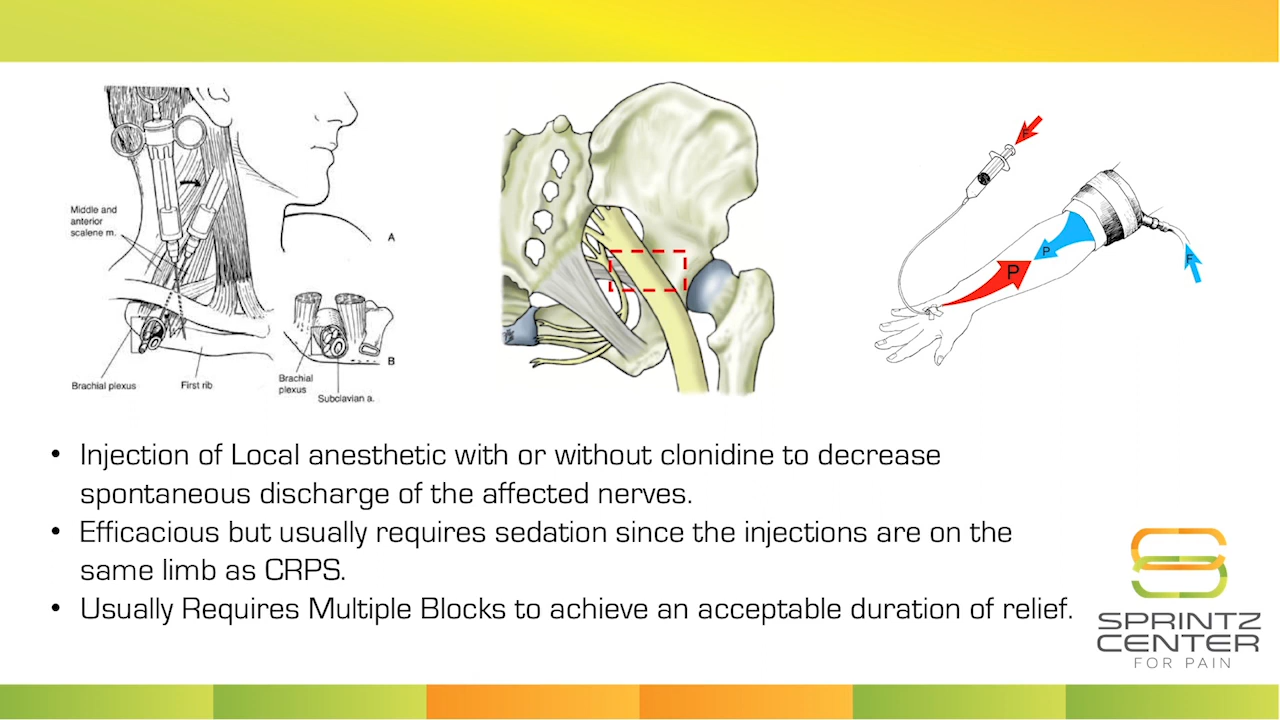 Middle and
anterior
scalene m.
A
Brachial plexus
First rib
B
Brachial
plexus
Subclavian a.
F
P
P
F
• Injection of Local anesthetic with or without clonidine to decrease
spontaneous discharge of the affected nerves.
• Efficacious but usually requires sedation since the injections are on the
same limb as CRPS.
• Usually Requires Multiple Blocks to achieve an acceptable duration of relief.
SPRINTZ
CENTER
FOR PAIN